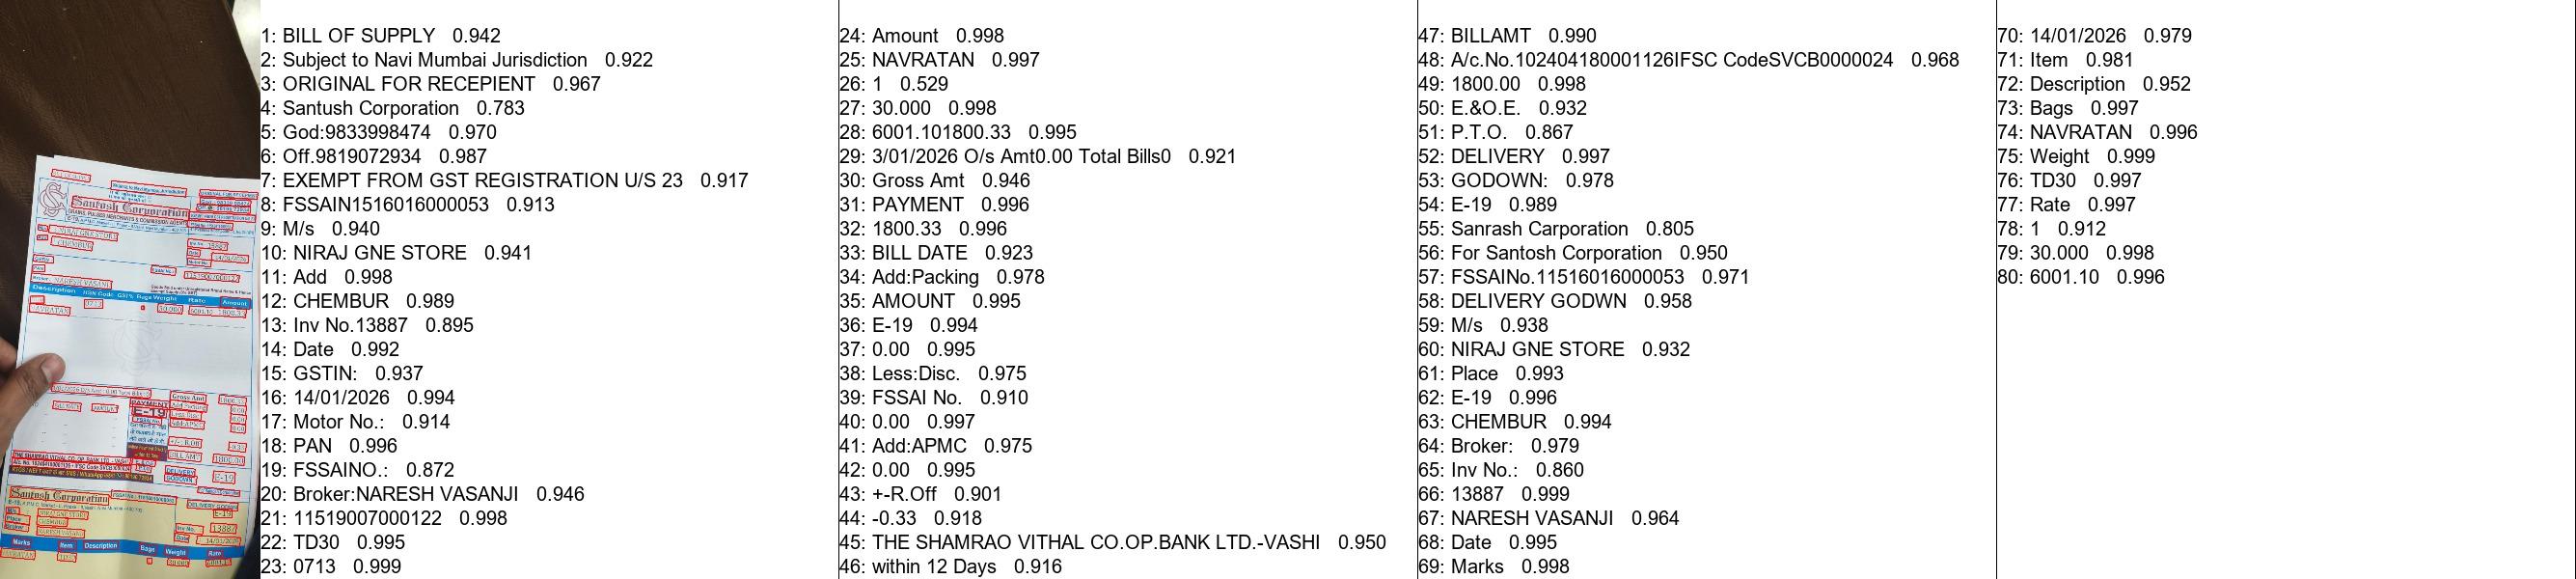 1: BILL OF SUPPLY 0.942
2: Subject to Navi Mumbai Jurisdiction 0.922
3: ORIGINAL FOR RECEPIENT 0.967
4: Santush Corporation 0.783
5: God:9833998474 0.970
6: Off.9819072934 0.987
7: EXEMPT FROM GST REGISTRATION U/S 23 0.917
8: FSSAIN1516016000053 0.913
9: M/s 0.940
10: NIRAJ GNE STORE 0.941
11: Add 0.998
12: CHEMBUR 0.989
13: Inv No.13887 0.895
14: Date 0.992
15: GSTIN: 0.937
16: 14/01/2026 0.994
17: Motor No.: 0.914
18: PAN 0.996
19: FSSAINO.: 0.872
20: Broker:NARESH VASANJI 0.946
21: 11519007000122 0.998
22: TD30 0.995
23: 0713 0.999
24: Amount 0.998
25: NAVRATAN 0.997
26: 1 0.529
27: 30.000 0.998
28: 6001.101800.33 0.995
29: 3/01/2026 O/s Amt0.00 Total Bills0 0.921
30: Gross Amt 0.946
31: PAYMENT 0.996
32: 1800.33 0.996
33: BILL DATE 0.923
34: Add:Packing 0.978
35: AMOUNT 0.995
36: E-19 0.994
37: 0.00 0.995
38: Less:Disc. 0.975
39: FSSAI No. 0.910
40: 0.00 0.997
41: Add:APMC 0.975
42: 0.00 0.995
43: +-R.Off 0.901
44: -0.33 0.918
45: THE SHAMRAO VITHAL CO.OP.BANK LTD.-VASHI 0.950
46: within 12 Days 0.916
47: BILLAMT 0.990
48: A/c.No.102404180001126IFSC CodeSVCB0000024 0.968
49: 1800.00 0.998
50: E.&O.E. 0.932
51: P.T.O. 0.867
52: DELIVERY 0.997
53: GODOWN: 0.978
54: E-19 0.989
55: Sanrash Carporation 0.805
56: For Santosh Corporation 0.950
57: FSSAINo.11516016000053 0.971
58: DELIVERY GODWN 0.958
59: M/s 0.938
60: NIRAJ GNE STORE 0.932
61: Place 0.993
62: E-19 0.996
63: CHEMBUR 0.994
64: Broker: 0.979
65: Inv No.: 0.860
66: 13887 0.999
67: NARESH VASANJI 0.964
68: Date 0.995
69: Marks 0.998
70: 14/01/2026 0.979
71: Item 0.981
72: Description 0.952
73: Bags 0.997
74: NAVRATAN 0.996
75: Weight 0.999
76: TD30 0.997
77: Rate 0.997
78: 1 0.912
79: 30.000 0.998
80: 6001.10 0.996